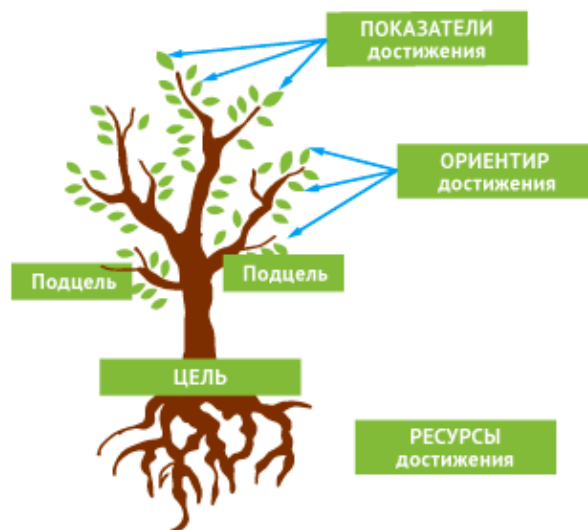 ПОКАЗАТЕЛИ
достижения
ОРИЕНТИР
достижения
Подцель
Подцель
ЦЕЛЬ
РЕСУРСЫ
достижения